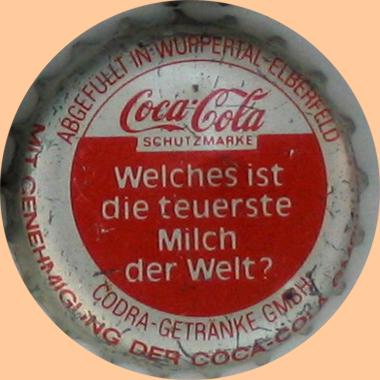 ABGEFÜLLT IN WUPPERTAL-ELBERFELD
Coca-Cola
SCHUTZMARKE
Welches ist
die teuerste
Milch
der Welt?
CODRA-GETRÄNKE GMBH
MIT GENEHMIGUNG DER COCA-COLA